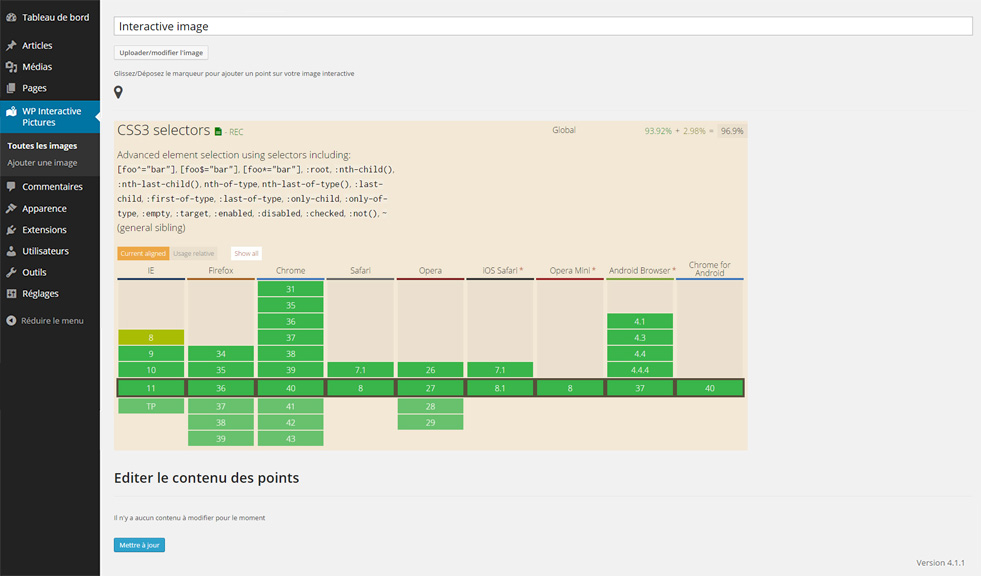 Tableau de bord
Articles
Médias
Pages
WP Interactive
Pictures
Toutes les images
Ajouter une image
Commentaires
Apparence
Extensions
Utilisateurs
Outils
Réglages
Réduire le menu
Interactive image
Uploader/modifier l'image
Glissez/Déposez le marqueur pour ajouter un point sur votre image interactive
CSS3 selectors - REC
Global 93.92% + 2.98% = 96.9%
Advanced element selection using selectors including:
[foo^="bar"], [foo$="bar"], [foo*="bar"], :root, :nth-child(),
:nth-last-child(), nth-of-type, nth-last-of-type(), :last-
child, :first-of-type, :last-of-type, :only-child, :only-of-
type, :empty, :target, :enabled, :disabled, :checked, :not(), ~
(general sibling)
Current aligned Usage relative Show all
IE Firefox Chrome Safari Opera iOS Safari * Opera Mini * Android Browser * Chrome for
Android
31
35
36 4.1
8 37 4.3
9 34 38 4.4
10 35 39 7.1 26 7.1 4.4.4
11 36 40 8 27 8.1 8 37 40
TP 37 41 28
38 42 29
39 43
Editer le contenu des points
Il n'y a aucun contenu à modifier pour le moment
Mettre à jour
Version 4.1.1